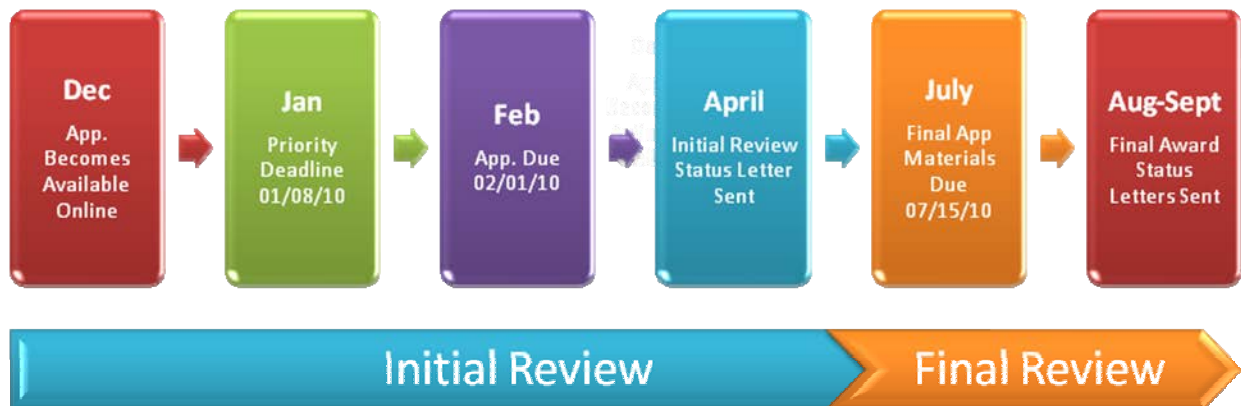 Dec
App.
Becomes
Available
Online
Jan
Priority
Deadline
01/08/10
Feb
App. Due
02/01/10
April
Initial Review
Status Letter
Sent
July
Final App
Materials
Due
07/15/10
Aug-Sept
Final Award
Status
Letters Sent
Initial Review
Final Review